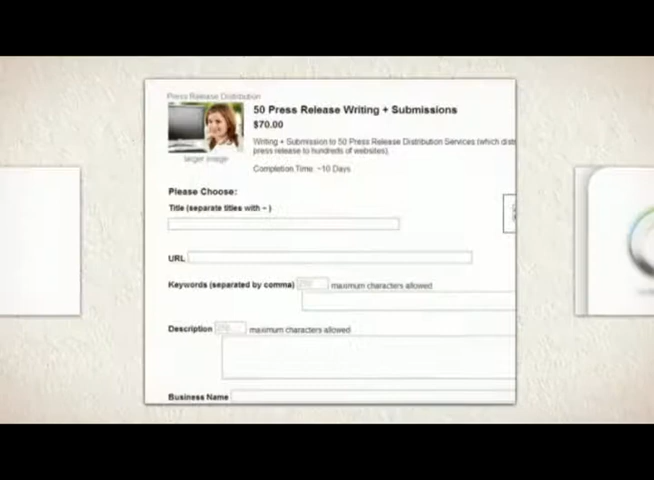 Press Release Distribution
50 Press Release Writing + Submissions
$70.00
Writing + Submission to 50 Press Release Distribution Services (which
press release to hundreds of websites).
larger image
Completion Time: ~10 Days
Please Choose:
Title (separate titles with ~ )
URL
Keywords (separated by comma) 250 maximum characters allowed
Description 250 maximum characters allowed
Business Name